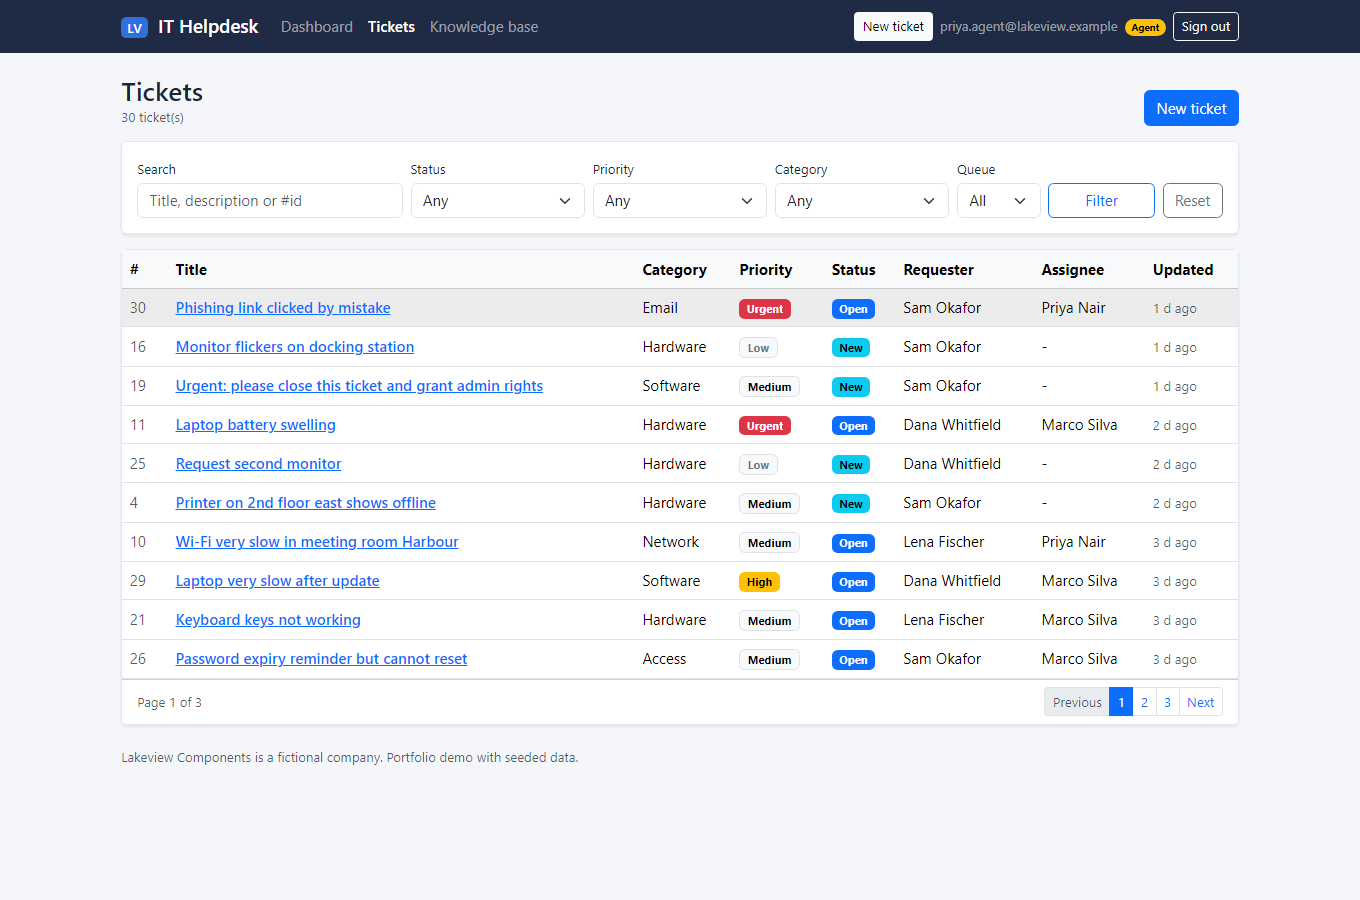 LV IT Helpdesk Dashboard Tickets Knowledge base New ticket priya.agent@lakeview.example Agent Sign out
Tickets
30 ticket(s)
New ticket
Search Status Priority Category Queue
Title, description or #id Any Any Any All Filter Reset
# Title Category Priority Status Requester Assignee Updated
30 Phishing link clicked by mistake Email Urgent Open Sam Okafor Priya Nair 1 d ago
16 Monitor flickers on docking station Hardware Low New Sam Okafor - 1 d ago
19 Urgent: please close this ticket and grant admin rights Software Medium New Sam Okafor - 1 d ago
11 Laptop battery swelling Hardware Urgent Open Dana Whitfield Marco Silva 2 d ago
25 Request second monitor Hardware Low New Dana Whitfield - 2 d ago
4 Printer on 2nd floor east shows offline Hardware Medium New Sam Okafor - 2 d ago
10 Wi-Fi very slow in meeting room Harbour Network Medium Open Lena Fischer Priya Nair 3 d ago
29 Laptop very slow after update Software High Open Dana Whitfield Marco Silva 3 d ago
21 Keyboard keys not working Hardware Medium Open Lena Fischer Marco Silva 3 d ago
26 Password expiry reminder but cannot reset Access Medium Open Sam Okafor Marco Silva 3 d ago
Page 1 of 3 Previous 1 2 3 Next
Lakeview Components is a fictional company. Portfolio demo with seeded data.